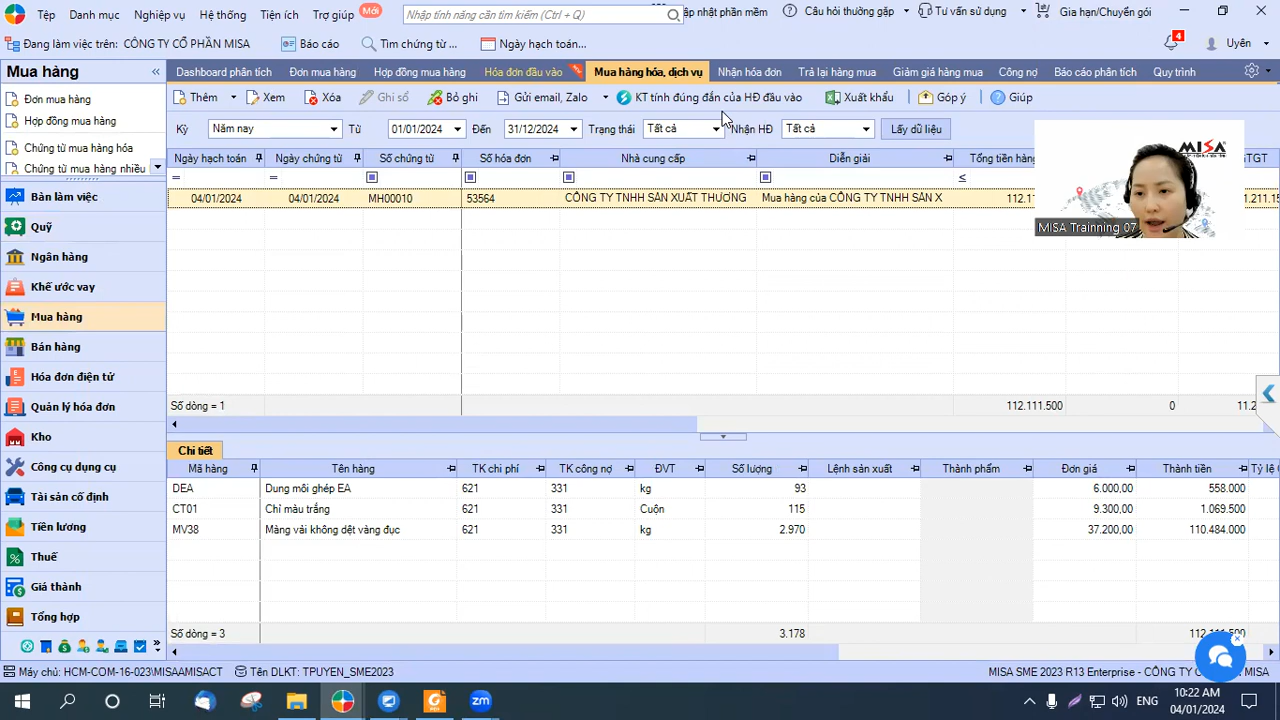 Tệp Danh mục Nghiệp vụ Hệ thống Tiện ích Trợ giúp Mới Nhập tính năng cần tìm kiếm (Ctrl + Q) nhập phần mềm Câu hỏi thường gặp Tư vấn sử dụng Gia hạn/Chuyển gói
Đang làm việc trên: CÔNG TY CỔ PHẦN MISA Báo cáo Tìm chứng từ ... Ngày hạch toán... 4 Uyên
Mua hàng «
Dashboard phân tích Đơn mua hàng Hợp đồng mua hàng Hóa đơn đầu vào Mua hàng hóa, dịch vụ Nhận hóa đơn Trả lại hàng mua Giảm giá hàng mua Công nợ Báo cáo phân tích Quy trình
Đơn mua hàng
Hợp đồng mua hàng
Chứng từ mua hàng hóa
Chứng từ mua hàng nhiều
Thêm Xem Xóa Ghi sổ Bỏ ghi Gửi email, Zalo KT tính đúng đắn của HĐ đầu vào Xuất khẩu Góp ý Giúp
Kỳ Năm nay Từ 01/01/2024 Đến 31/12/2024 Trạng thái Tất cả Nhận HĐ Tất cả Lấy dữ liệu
Ngày hạch toán Ngày chứng từ Số chứng từ Số hóa đơn Nhà cung cấp Diễn giải Tổng tiền hàng GTGT
= = ≤
04/01/2024 04/01/2024 MH00010 53564 CÔNG TY TNHH SẢN XUẤT THƯƠNG Mua hàng của CÔNG TY TNHH SẢN X 112.11
MISA
MISA Trainning 07
Số dòng = 1 112.111.500 0 11.2
Bàn làm việc
Quỹ
Ngân hàng
Khế ước vay
Mua hàng
Bán hàng
Hóa đơn điện tử
Quản lý hóa đơn
Kho
Công cụ dụng cụ
Tài sản cố định
Tiền lương
Thuế
Giá thành
Tổng hợp
Chi tiết
Mã hàng Tên hàng TK chi phí TK công nợ ĐVT Số lượng Lệnh sản xuất Thành phẩm Đơn giá Thành tiền Tỷ lệ
DEA Dung môi ghép EA 621 331 kg 93 6.000,00 558.000
CT01 Chỉ màu trắng 621 331 Cuộn 115 9.300,00 1.069.500
MV38 Màng vải không dệt vàng đục 621 331 kg 2.970 37.200,00 110.484.000
Số dòng = 3 3.178 112.111.500
Máy chủ: HCM-COM-16-023\MISAAMISACT Tên DLKT: TPUYEN_SME2023 MISA SME 2023 R13 Enterprise - CÔNG TY C
zm ENG 10:22 AM
04/01/2024